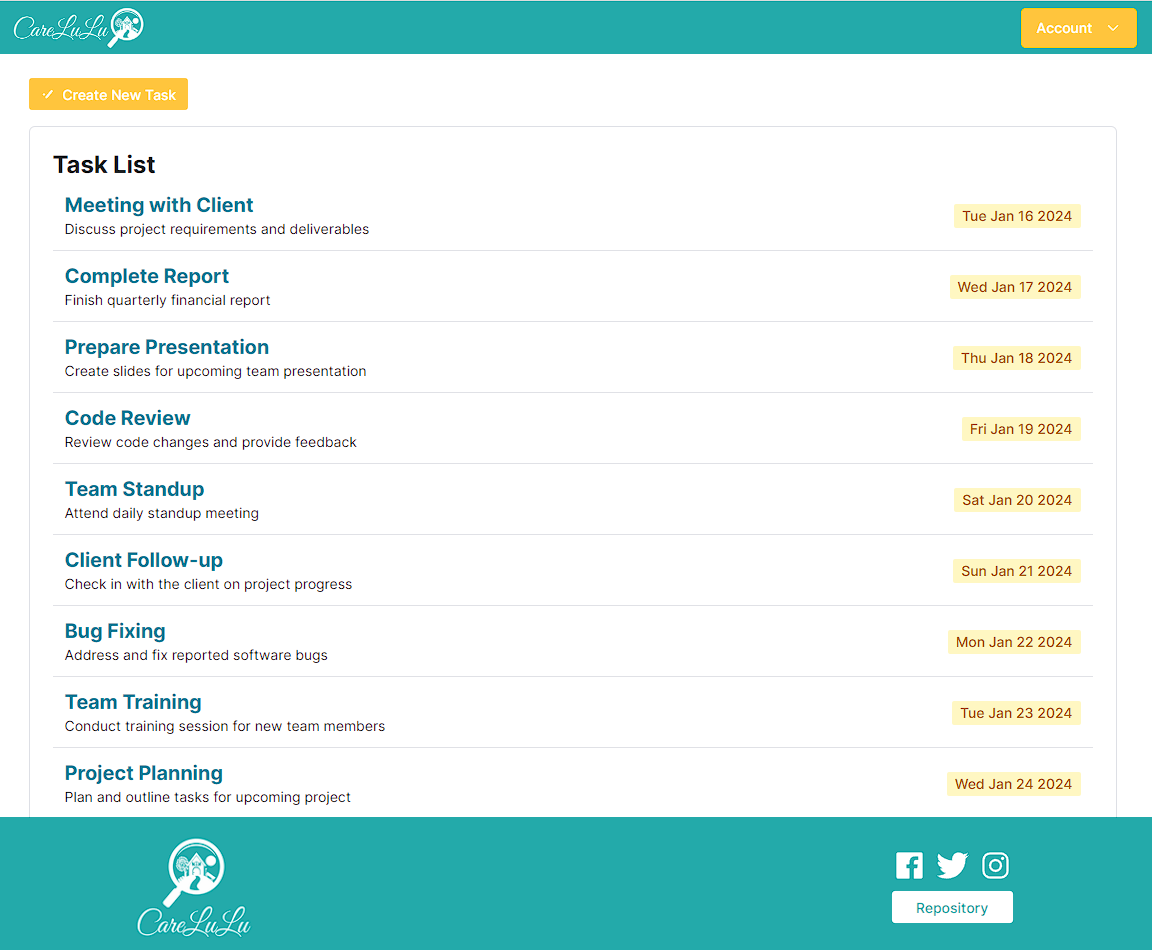 CareLuLu
Account
Create New Task
Task List
Meeting with Client
Discuss project requirements and deliverables
Tue Jan 16 2024
Complete Report
Finish quarterly financial report
Wed Jan 17 2024
Prepare Presentation
Create slides for upcoming team presentation
Thu Jan 18 2024
Code Review
Review code changes and provide feedback
Fri Jan 19 2024
Team Standup
Attend daily standup meeting
Sat Jan 20 2024
Client Follow-up
Check in with the client on project progress
Sun Jan 21 2024
Bug Fixing
Address and fix reported software bugs
Mon Jan 22 2024
Team Training
Conduct training session for new team members
Tue Jan 23 2024
Project Planning
Plan and outline tasks for upcoming project
Wed Jan 24 2024
CareLuLu
Repository